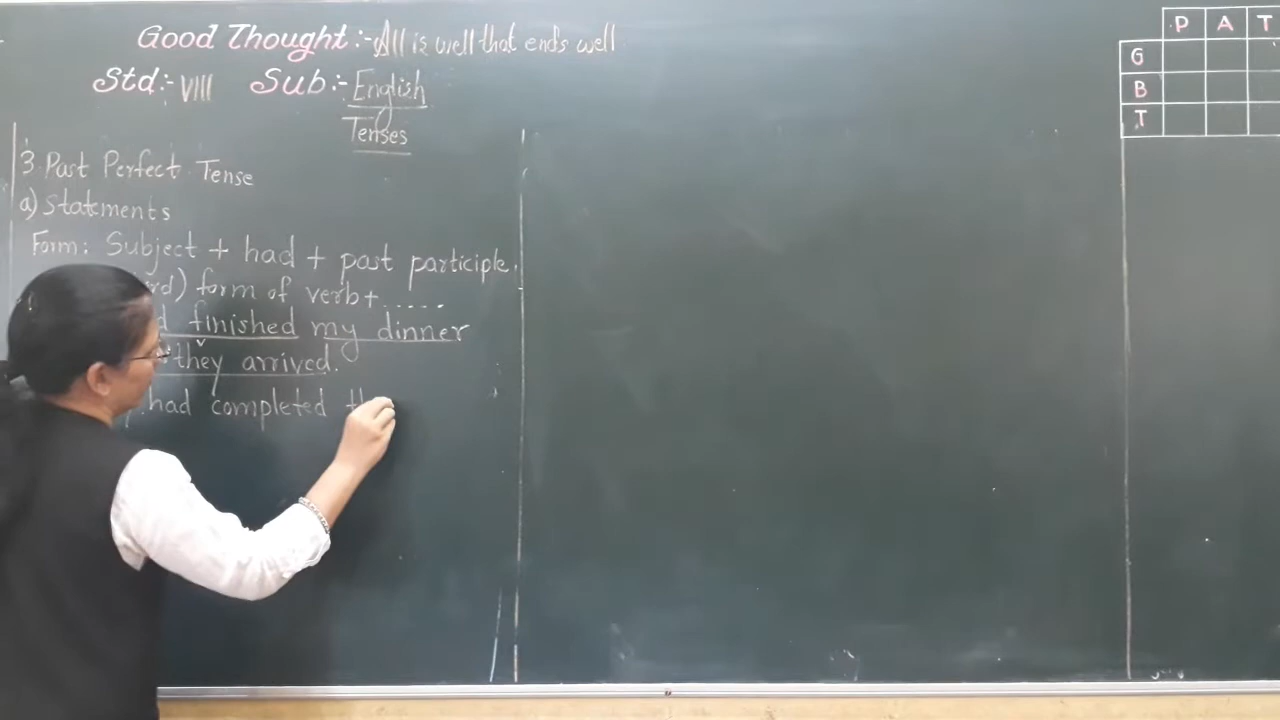 Good Thought :- All is well that ends well
Std:- VIII Sub:- English
Tenses
3 Past Perfect Tense
a) Statements
Form: Subject + had + past participle.
rd) form of verb + .....
finished my dinner
they arrived.
had completed
P A T
G
B
T